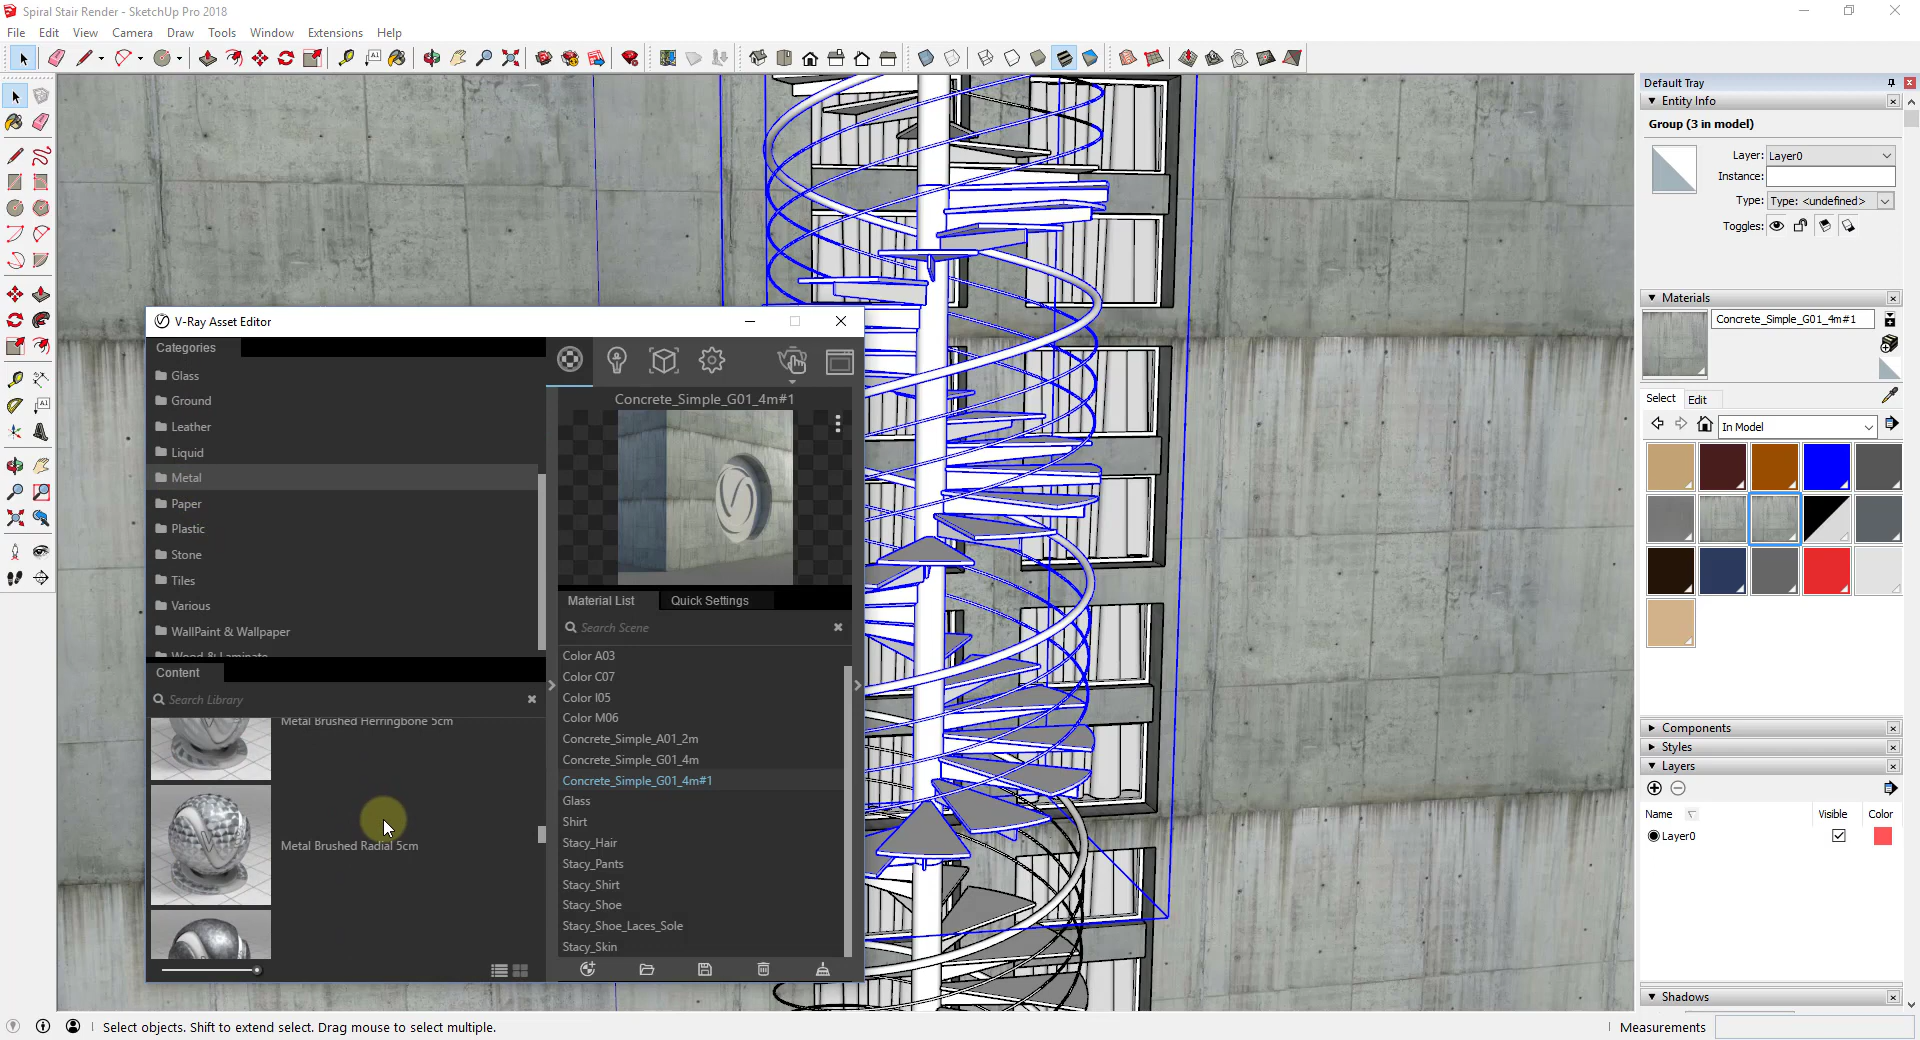 Spiral Stair Render - SketchUp Pro 2018
File Edit View Camera Draw Tools Window Extensions Help
Default Tray
Entity Info
Group (3 in model)
Layer: Layer0
Instance:
Type: Type: <undefined>
Toggles:
Materials
Concrete_Simple_G01_4m#1
Select Edit
In Model
Components
Styles
Layers
Name Visible Color
Layer0
Shadows
V-Ray Asset Editor
Categories
Glass
Ground
Leather
Liquid
Metal
Paper
Plastic
Stone
Tiles
Various
WallPaint & Wallpaper
Wood & Laminate
Content
Search Library
Metal Brushed Herringbone 5cm
Metal Brushed Radial 5cm
Concrete_Simple_G01_4m#1
Material List Quick Settings
Search Scene
Color A03
Color C07
Color I05
Color M06
Concrete_Simple_A01_2m
Concrete_Simple_G01_4m
Concrete_Simple_G01_4m#1
Glass
Shirt
Stacy_Hair
Stacy_Pants
Stacy_Shirt
Stacy_Shoe
Stacy_Shoe_Laces_Sole
Stacy_Skin
Select objects. Shift to extend select. Drag mouse to select multiple.
Measurements